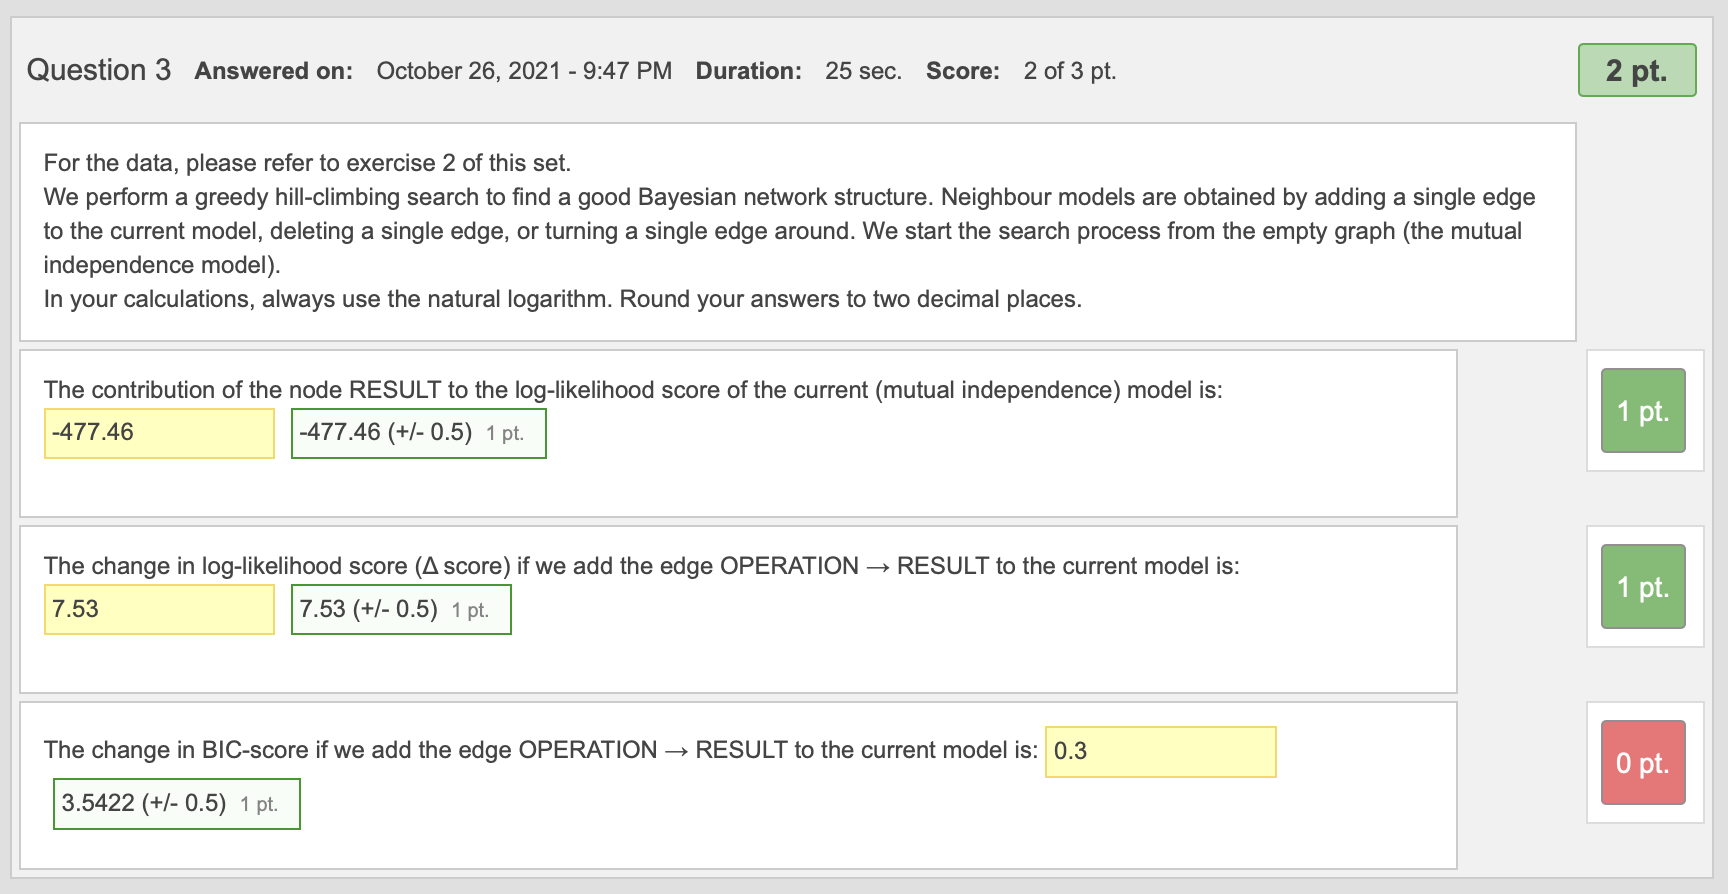 Question 3 Answered on: October 26, 2021 - 9:47 PM Duration: 25 sec. Score: 2 of 3 pt. 2 pt.
For the data, please refer to exercise 2 of this set.
We perform a greedy hill-climbing search to find a good Bayesian network structure. Neighbour models are obtained by adding a single edge
to the current model, deleting a single edge, or turning a single edge around. We start the search process from the empty graph (the mutual
independence model).
In your calculations, always use the natural logarithm. Round your answers to two decimal places.
The contribution of the node RESULT to the log-likelihood score of the current (mutual independence) model is:
-477.46 -477.46 (+/- 0.5) 1 pt.
1 pt.
The change in log-likelihood score (Δ score) if we add the edge OPERATION → RESULT to the current model is:
7.53 7.53 (+/- 0.5) 1 pt.
1 pt.
The change in BIC-score if we add the edge OPERATION → RESULT to the current model is: 0.3
3.5422 (+/- 0.5) 1 pt.
0 pt.